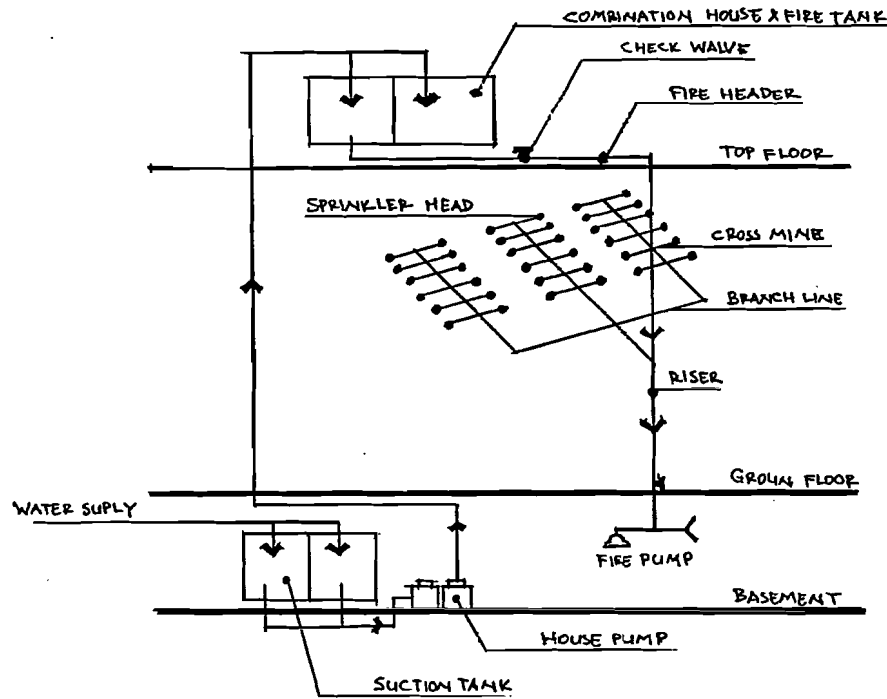 COMBINATION HOUSE & FIRE TANK
CHECK WALVE
FIRE HEADER
TOP FLOOR
SPRINKLER HEAD
CROSS MINE
BRANCH LINE
RISER
GROUN FLOOR
WATER SUPLY
FIRE PUMP
BASEMENT
HOUSE PUMP
SUCTION TANK